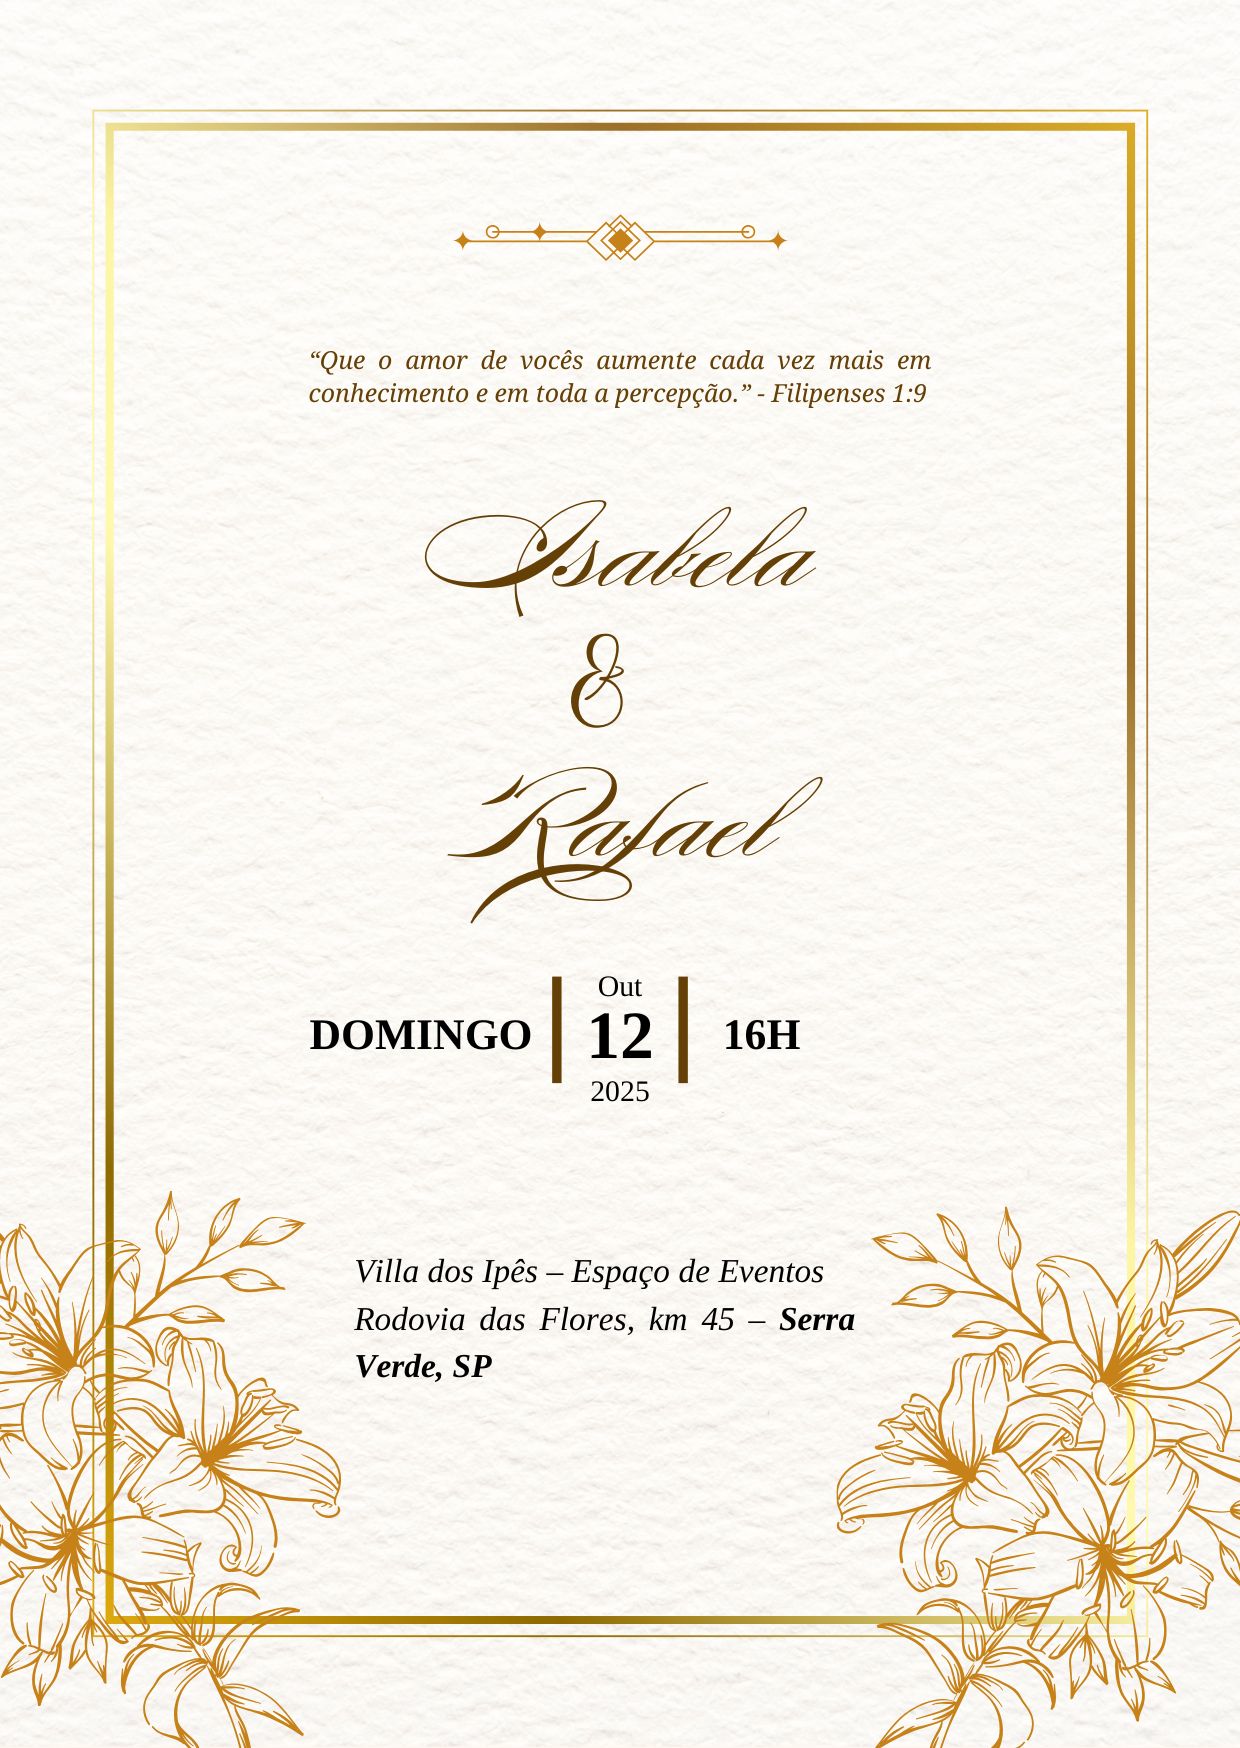 “Que o amor de vocês aumente cada vez mais em
conhecimento e em toda a percepção.” - Filipenses 1:9
Isabela
&
Rafael
Out
DOMINGO 12 16H
2025
Villa dos Ipês – Espaço de Eventos
Rodovia das Flores, km 45 – Serra
Verde, SP